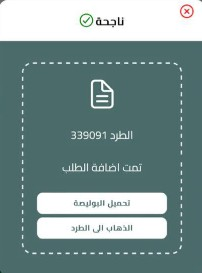 ناجحة
الطرد 339091
تمت اضافة الطلب
تحميل البوليصة
الذهاب الى الطرد